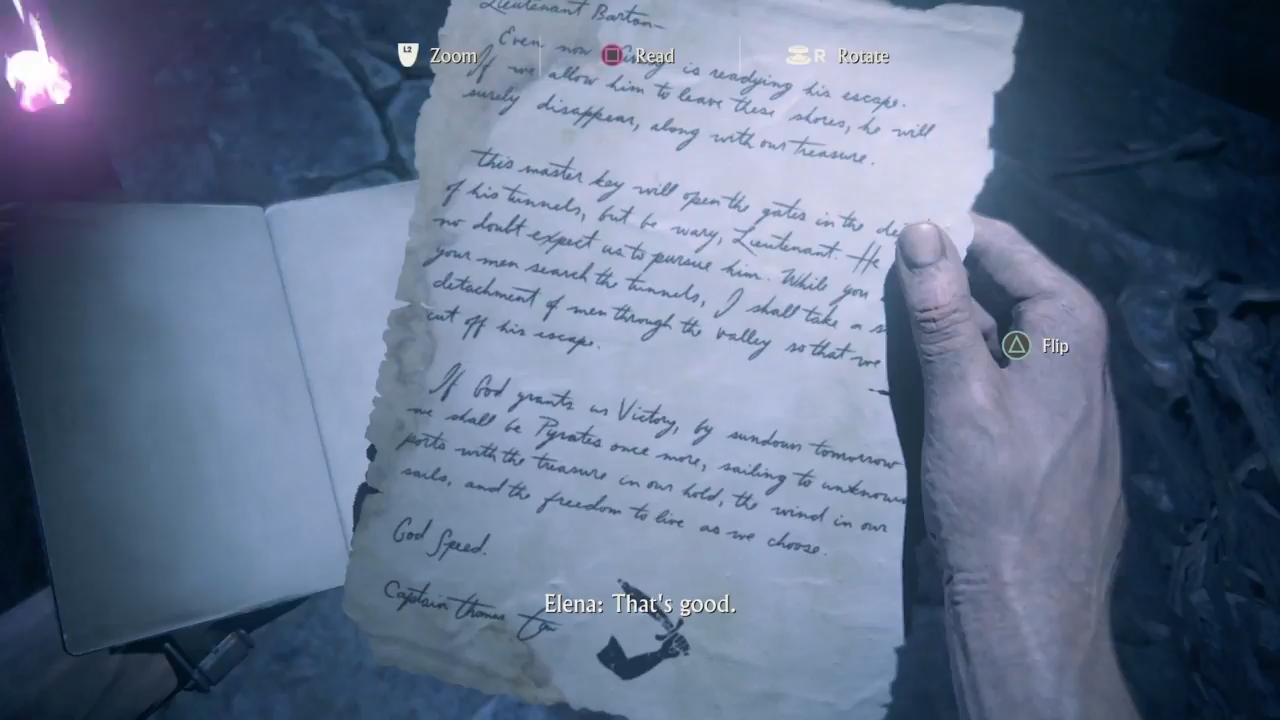 Lieutenant Barton—
L2 Zoom
Read
R Rotate
Even now is readying his escape.
If we allow him to leave these shores, he will
surely disappear, along with our treasure.
this master key will open the gates in the
of his tunnels, but be wary, Lieutenant. He
no doubt expect us to pursue him. While you
your men search the tunnels, I shall take a
detachment of men through the valley so that we
cut off his escape.
Flip
If God grants us Victory, by sundown tomorrow
we shall be Pyrates once more, sailing to unknown
ports with the treasure in our hold, the wind in our
sails, and the freedom to live as we choose.
God Speed.
Captain Thomas
Elena: That's good.